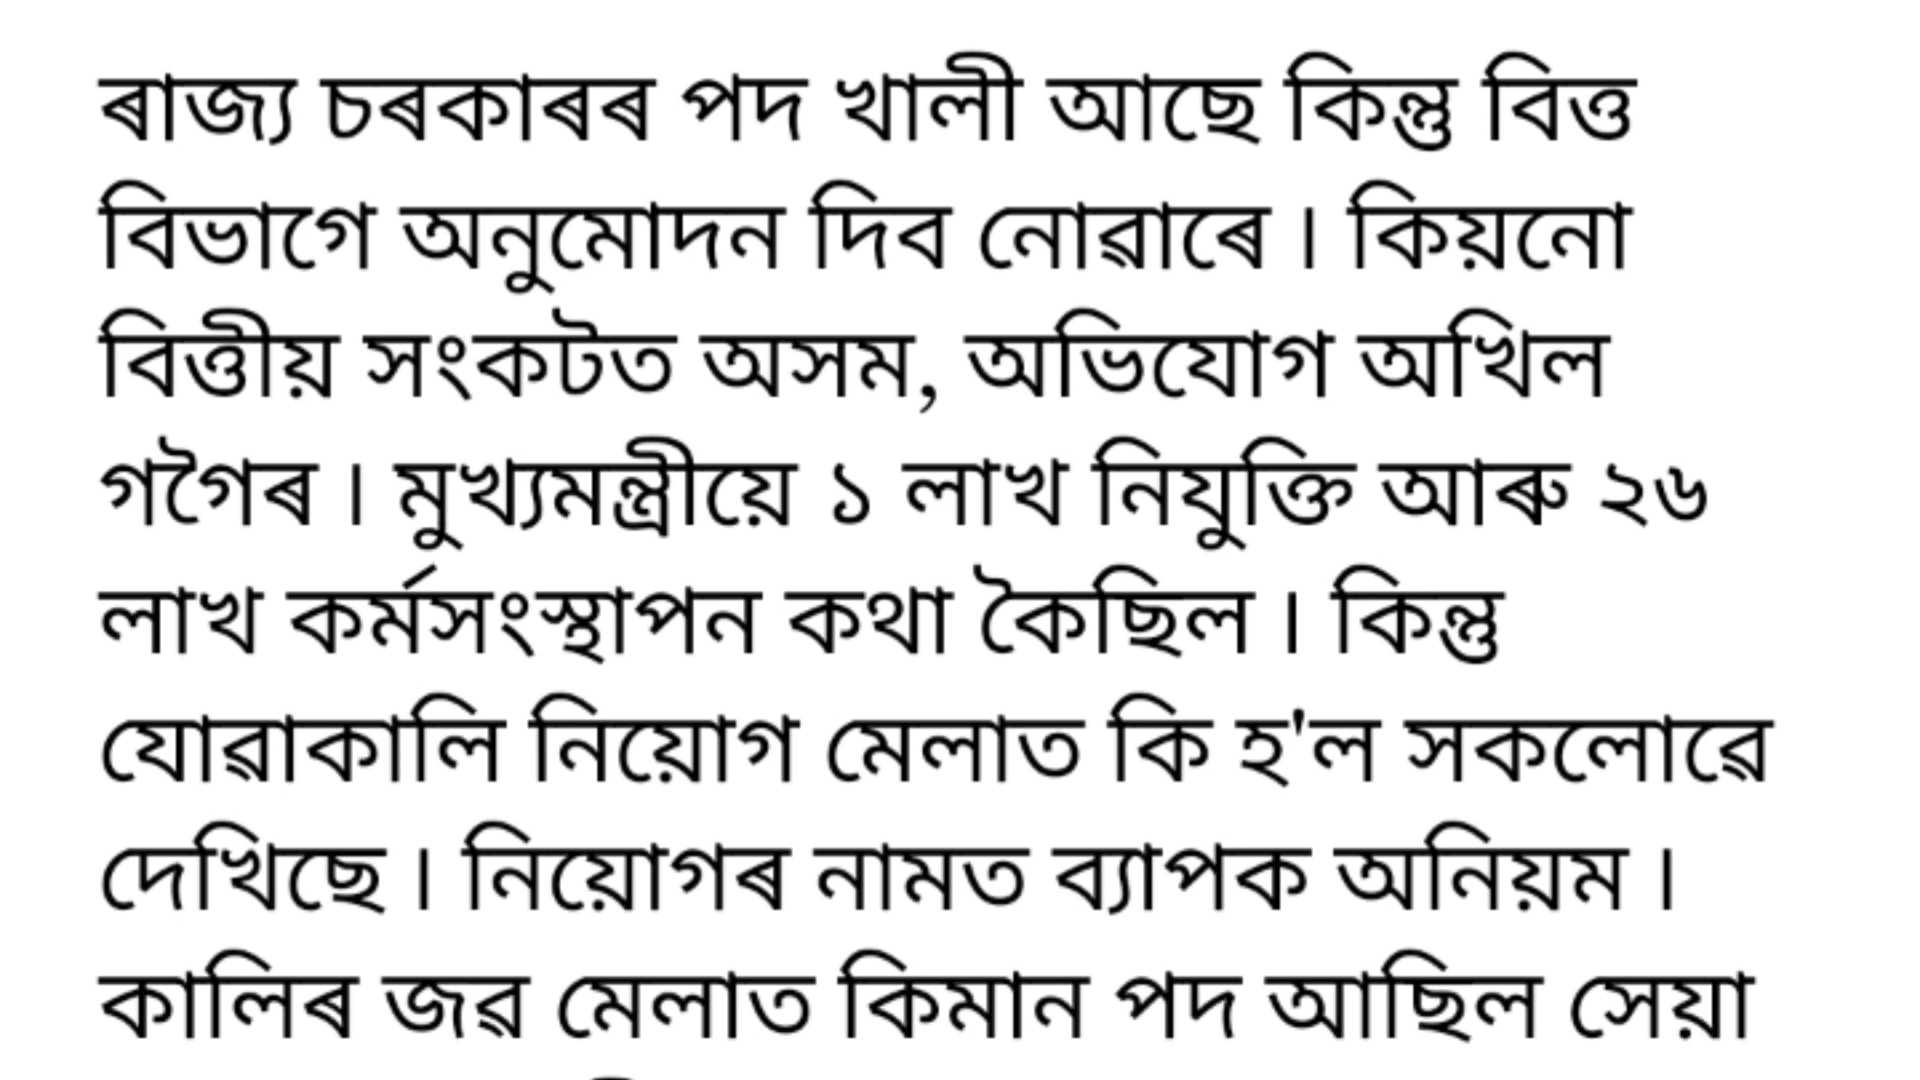 ৰাজ্য চৰকাৰৰ পদ খালী আছে কিন্তু বিত্ত
বিভাগে অনুমোদন দিব নোৱাৰে । কিয়নো
বিত্তীয় সংকটত অসম, অভিযোগ অখিল
গগৈৰ । মুখ্যমন্ত্ৰীয়ে ১ লাখ নিযুক্তি আৰু ২৬
লাখ কৰ্মসংস্থাপন কথা কৈছিল । কিন্তু
যোৱাকালি নিয়োগ মেলাত কি হ'ল সকলোৱে
দেখিছে । নিয়োগৰ নামত ব্যাপক অনিয়ম ।
কালিৰ জৱ মেলাত কিমান পদ আছিল সেয়া